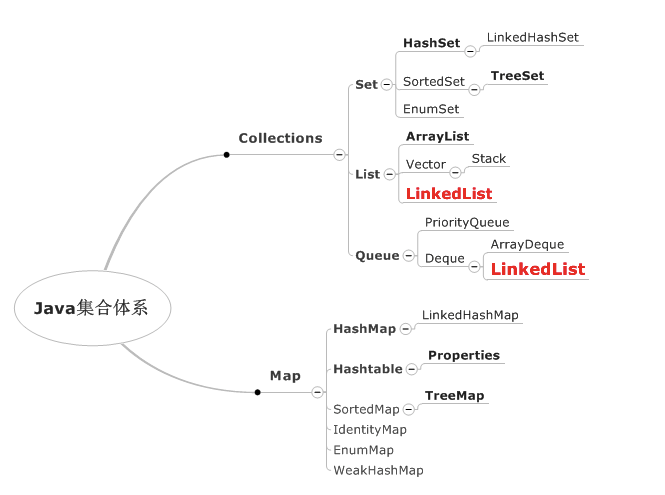 Java集合体系
Collections
Set
HashSet
LinkedHashSet
SortedSet
TreeSet
EnumSet
List
ArrayList
Vector
Stack
LinkedList
Queue
PriorityQueue
Deque
ArrayDeque
LinkedList
Map
HashMap
LinkedHashMap
Hashtable
Properties
SortedMap
TreeMap
IdentityMap
EnumMap
WeakHashMap